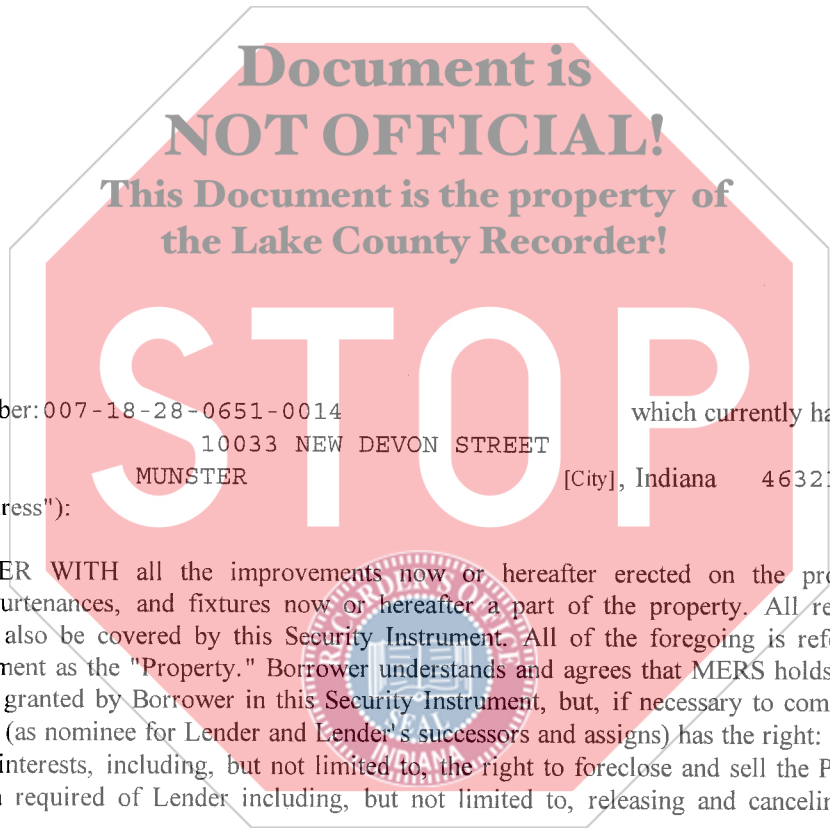 Document is
NOT OFFICIAL!
This Document is the property of
the Lake County Recorder!
STOP
ber:007-18-28-0651-0014 which currently ha
10033 NEW DEVON STREET
MUNSTER [City], Indiana 46321
ress"):
ER WITH all the improvements now or hereafter erected on the pro
urtenances, and fixtures now or hereafter a part of the property. All re
also be covered by this Security Instrument. All of the foregoing is refe
ment as the "Property." Borrower understands and agrees that MERS holds
granted by Borrower in this Security Instrument, but, if necessary to com
(as nominee for Lender and Lender's successors and assigns) has the right:
interests, including, but not limited to, the right to foreclose and sell the P
required of Lender including, but not limited to, releasing and cancelin
RECORDER'S OFFICE
SEAL
INDIANA